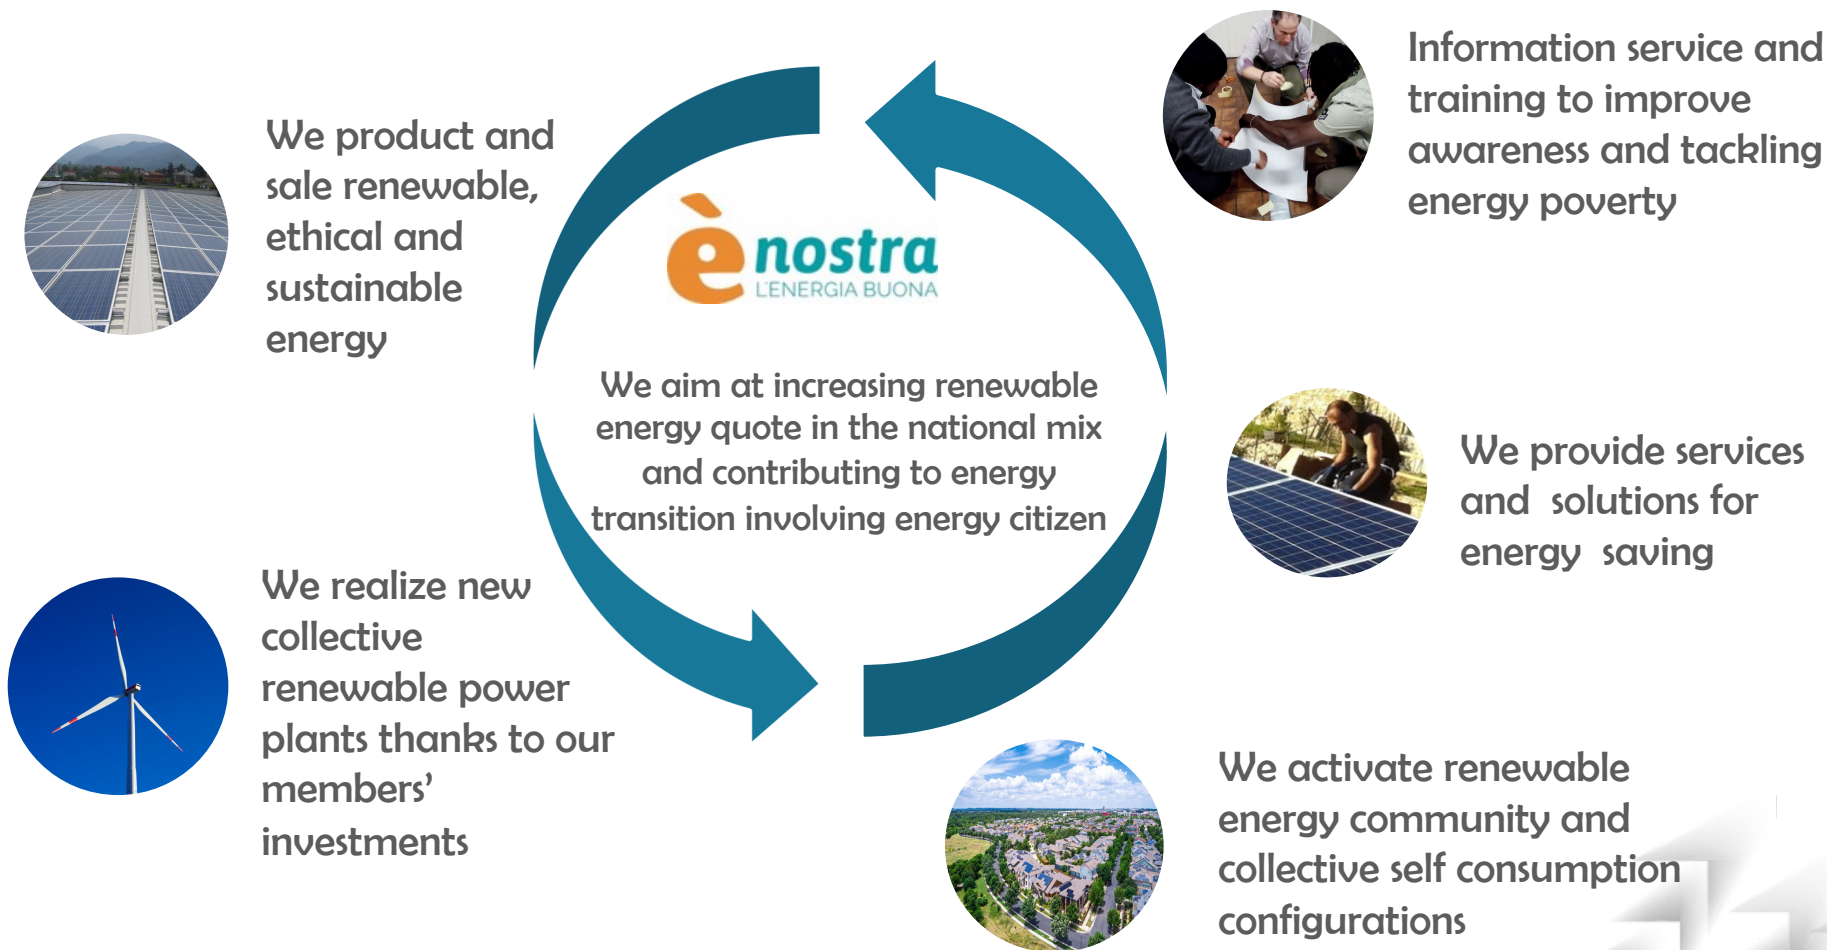 We product and
sale renewable,
ethical and
sustainable
energy
We realize new
collective
renewable power
plants thanks to our
members'
investments
è nostra
L'ENERGIA BUONA
We aim at increasing renewable
energy quote in the national mix
and contributing to energy
transition involving energy citizen
Information service and
training to improve
awareness and tackling
energy poverty
We provide services
and  solutions for
energy  saving
We activate renewable
energy community and
collective self consumption
configurations